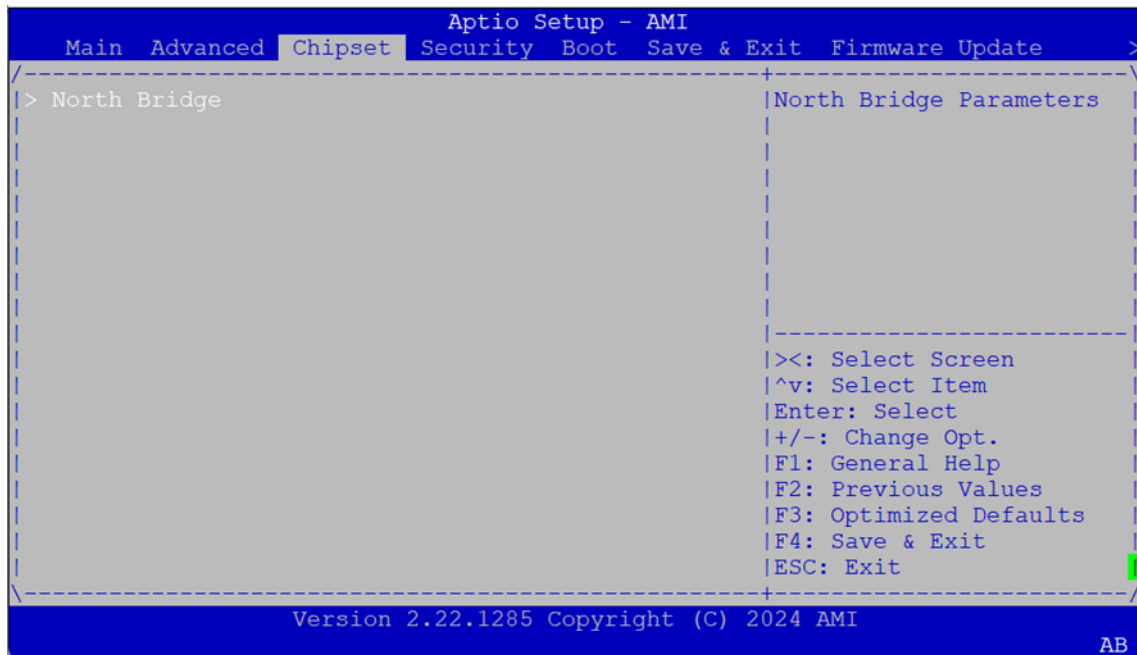 Aptio Setup - AMI
Main Advanced Chipset Security Boot Save & Exit Firmware Update >
/----------------------------------------------------+-------------------------\
|> North Bridge |North Bridge Parameters |
|-------------------------|
|><: Select Screen |
|^v: Select Item |
|Enter: Select |
|+/-: Change Opt. |
|F1: General Help |
|F2: Previous Values |
|F3: Optimized Defaults |
|F4: Save & Exit |
|ESC: Exit |
\----------------------------------------------------+-------------------------/
Version 2.22.1285 Copyright (C) 2024 AMI
AB